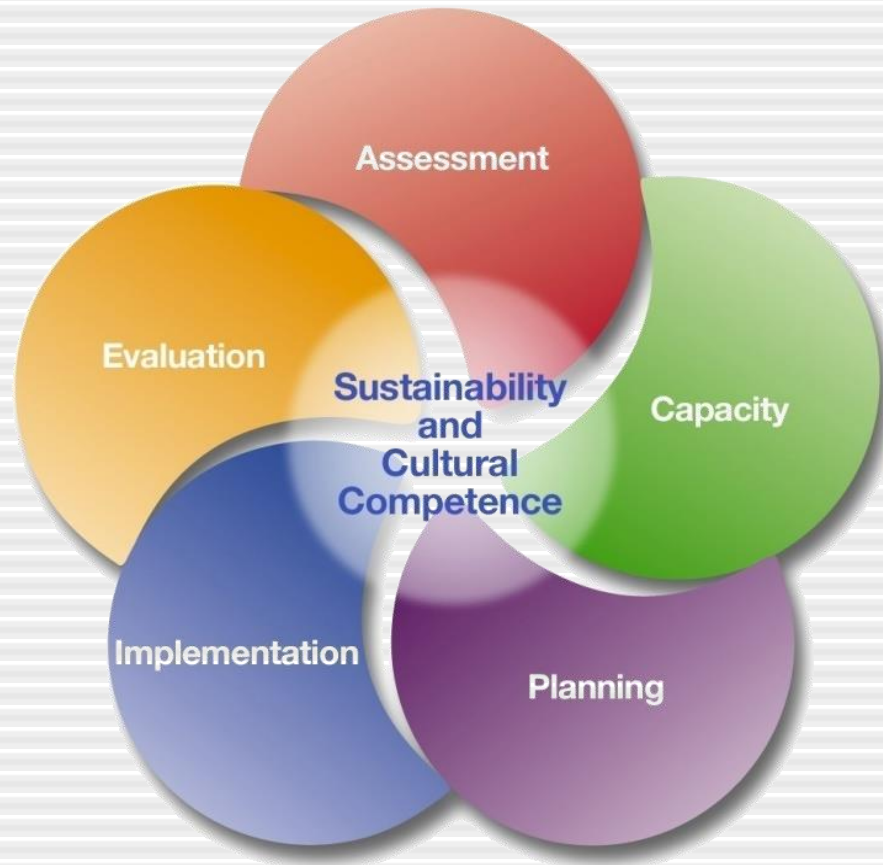 Assessment
Capacity
Planning
Implementation
Evaluation
Sustainability
and
Cultural
Competence